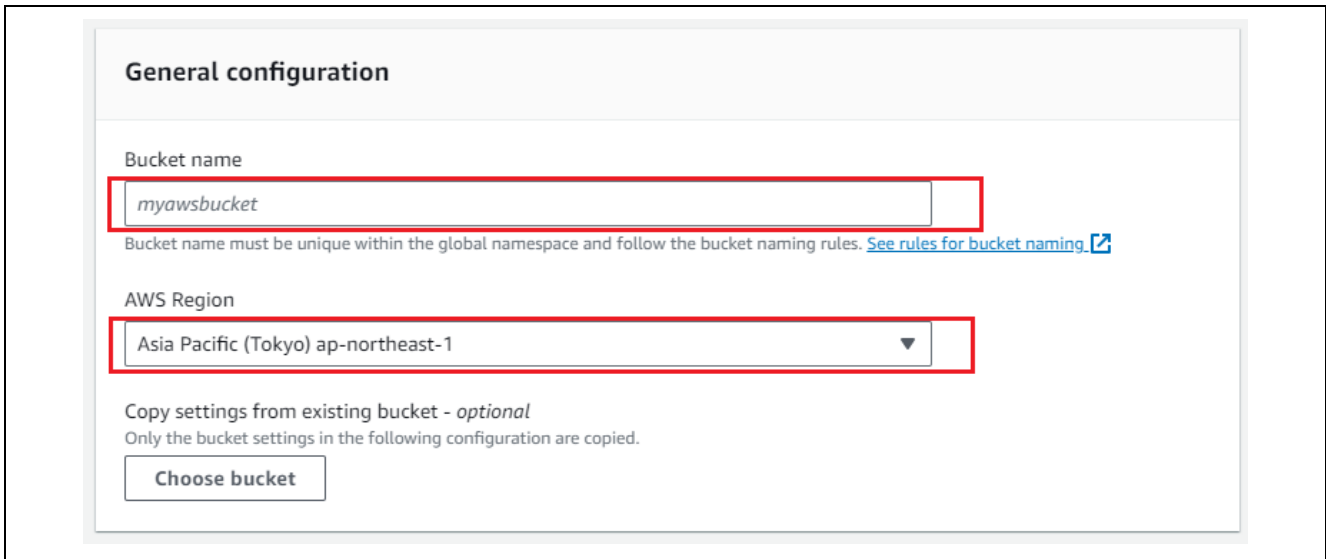 General configuration
Bucket name
myawsbucket
Bucket name must be unique within the global namespace and follow the bucket naming rules. See rules for bucket naming
AWS Region
Asia Pacific (Tokyo) ap-northeast-1
Copy settings from existing bucket - optional
Only the bucket settings in the following configuration are copied.
Choose bucket